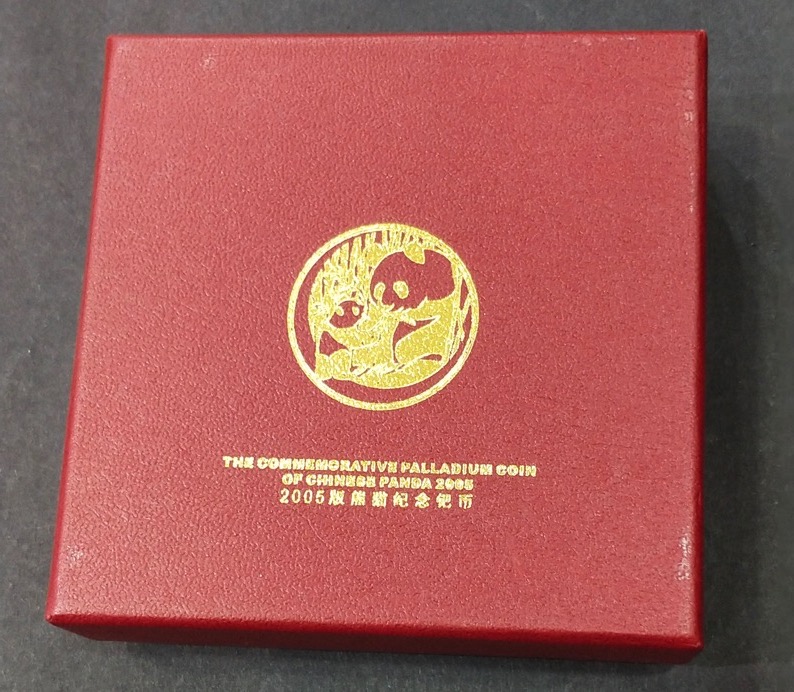 THE COMMEMORATIVE PALLADIUM COIN
OF CHINESE PANDA 2005
2005版熊猫纪念钯币